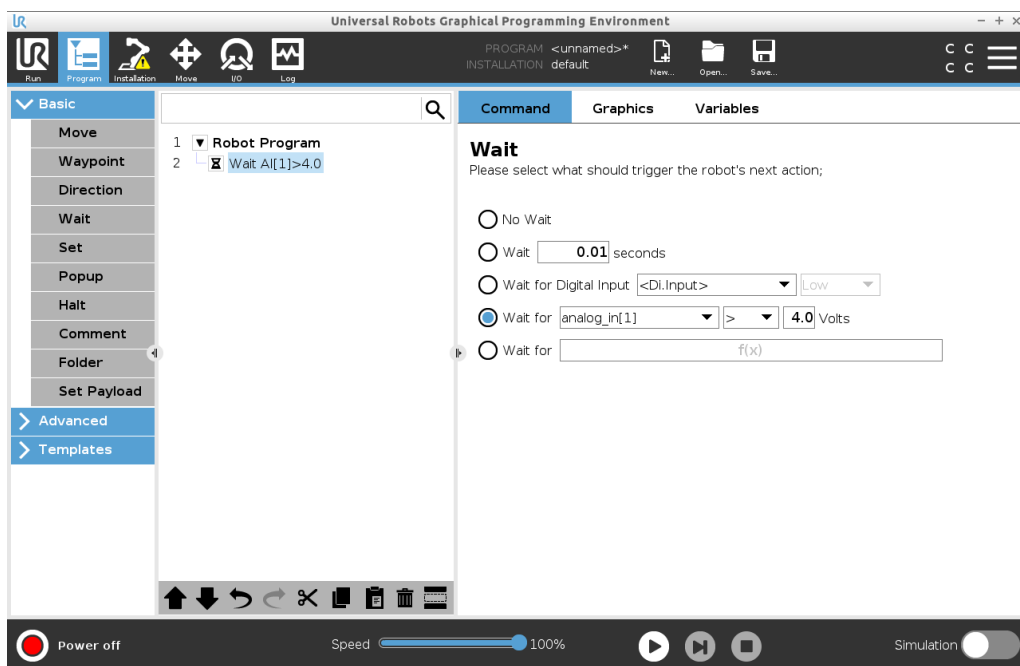 Universal Robots Graphical Programming Environment
UR
Run
Program
Installation
Move
I/O
Log
PROGRAM <unnamed>*
INSTALLATION default
New...
Open...
Save...
C C
C C
Basic
Move
Waypoint
Direction
Wait
Set
Popup
Halt
Comment
Folder
Set Payload
Advanced
Templates
1 Robot Program
2 Wait AI[1]>4.0
Command Graphics Variables
Wait
Please select what should trigger the robot's next action;
No Wait
Wait 0.01 seconds
Wait for Digital Input <Di.Input> Low
Wait for analog_in[1] > 4.0 Volts
Wait for f(x)
Power off
Speed 100%
Simulation